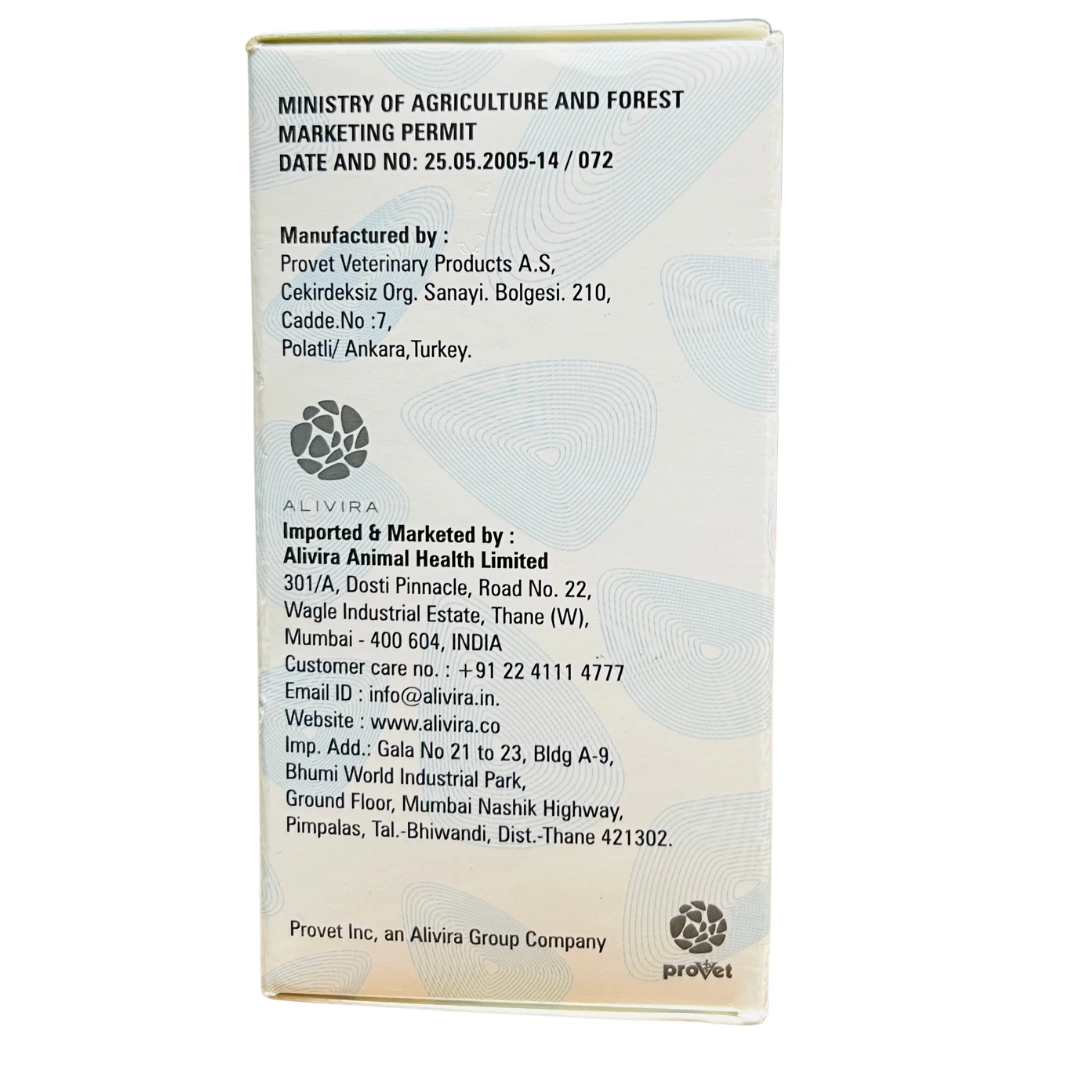 MINISTRY OF AGRICULTURE AND FOREST
MARKETING PERMIT
DATE AND NO: 25.05.2005-14 / 072
Manufactured by :
Provet Veterinary Products A.S,
Cekirdeksiz Org. Sanayi. Bolgesi. 210,
Cadde.No :7,
Polatli/ Ankara,Turkey.
ALIVIRA
Imported & Marketed by :
Alivira Animal Health Limited
301/A, Dosti Pinnacle, Road No. 22,
Wagle Industrial Estate, Thane (W),
Mumbai - 400 604, INDIA
Customer care no. : +91 22 4111 4777
Email ID : info@alivira.in.
Website : www.alivira.co
Imp. Add.: Gala No 21 to 23, Bldg A-9,
Bhumi World Industrial Park,
Ground Floor, Mumbai Nashik Highway,
Pimpalas, Tal.-Bhiwandi, Dist.-Thane 421302.
Provet Inc, an Alivira Group Company
provet